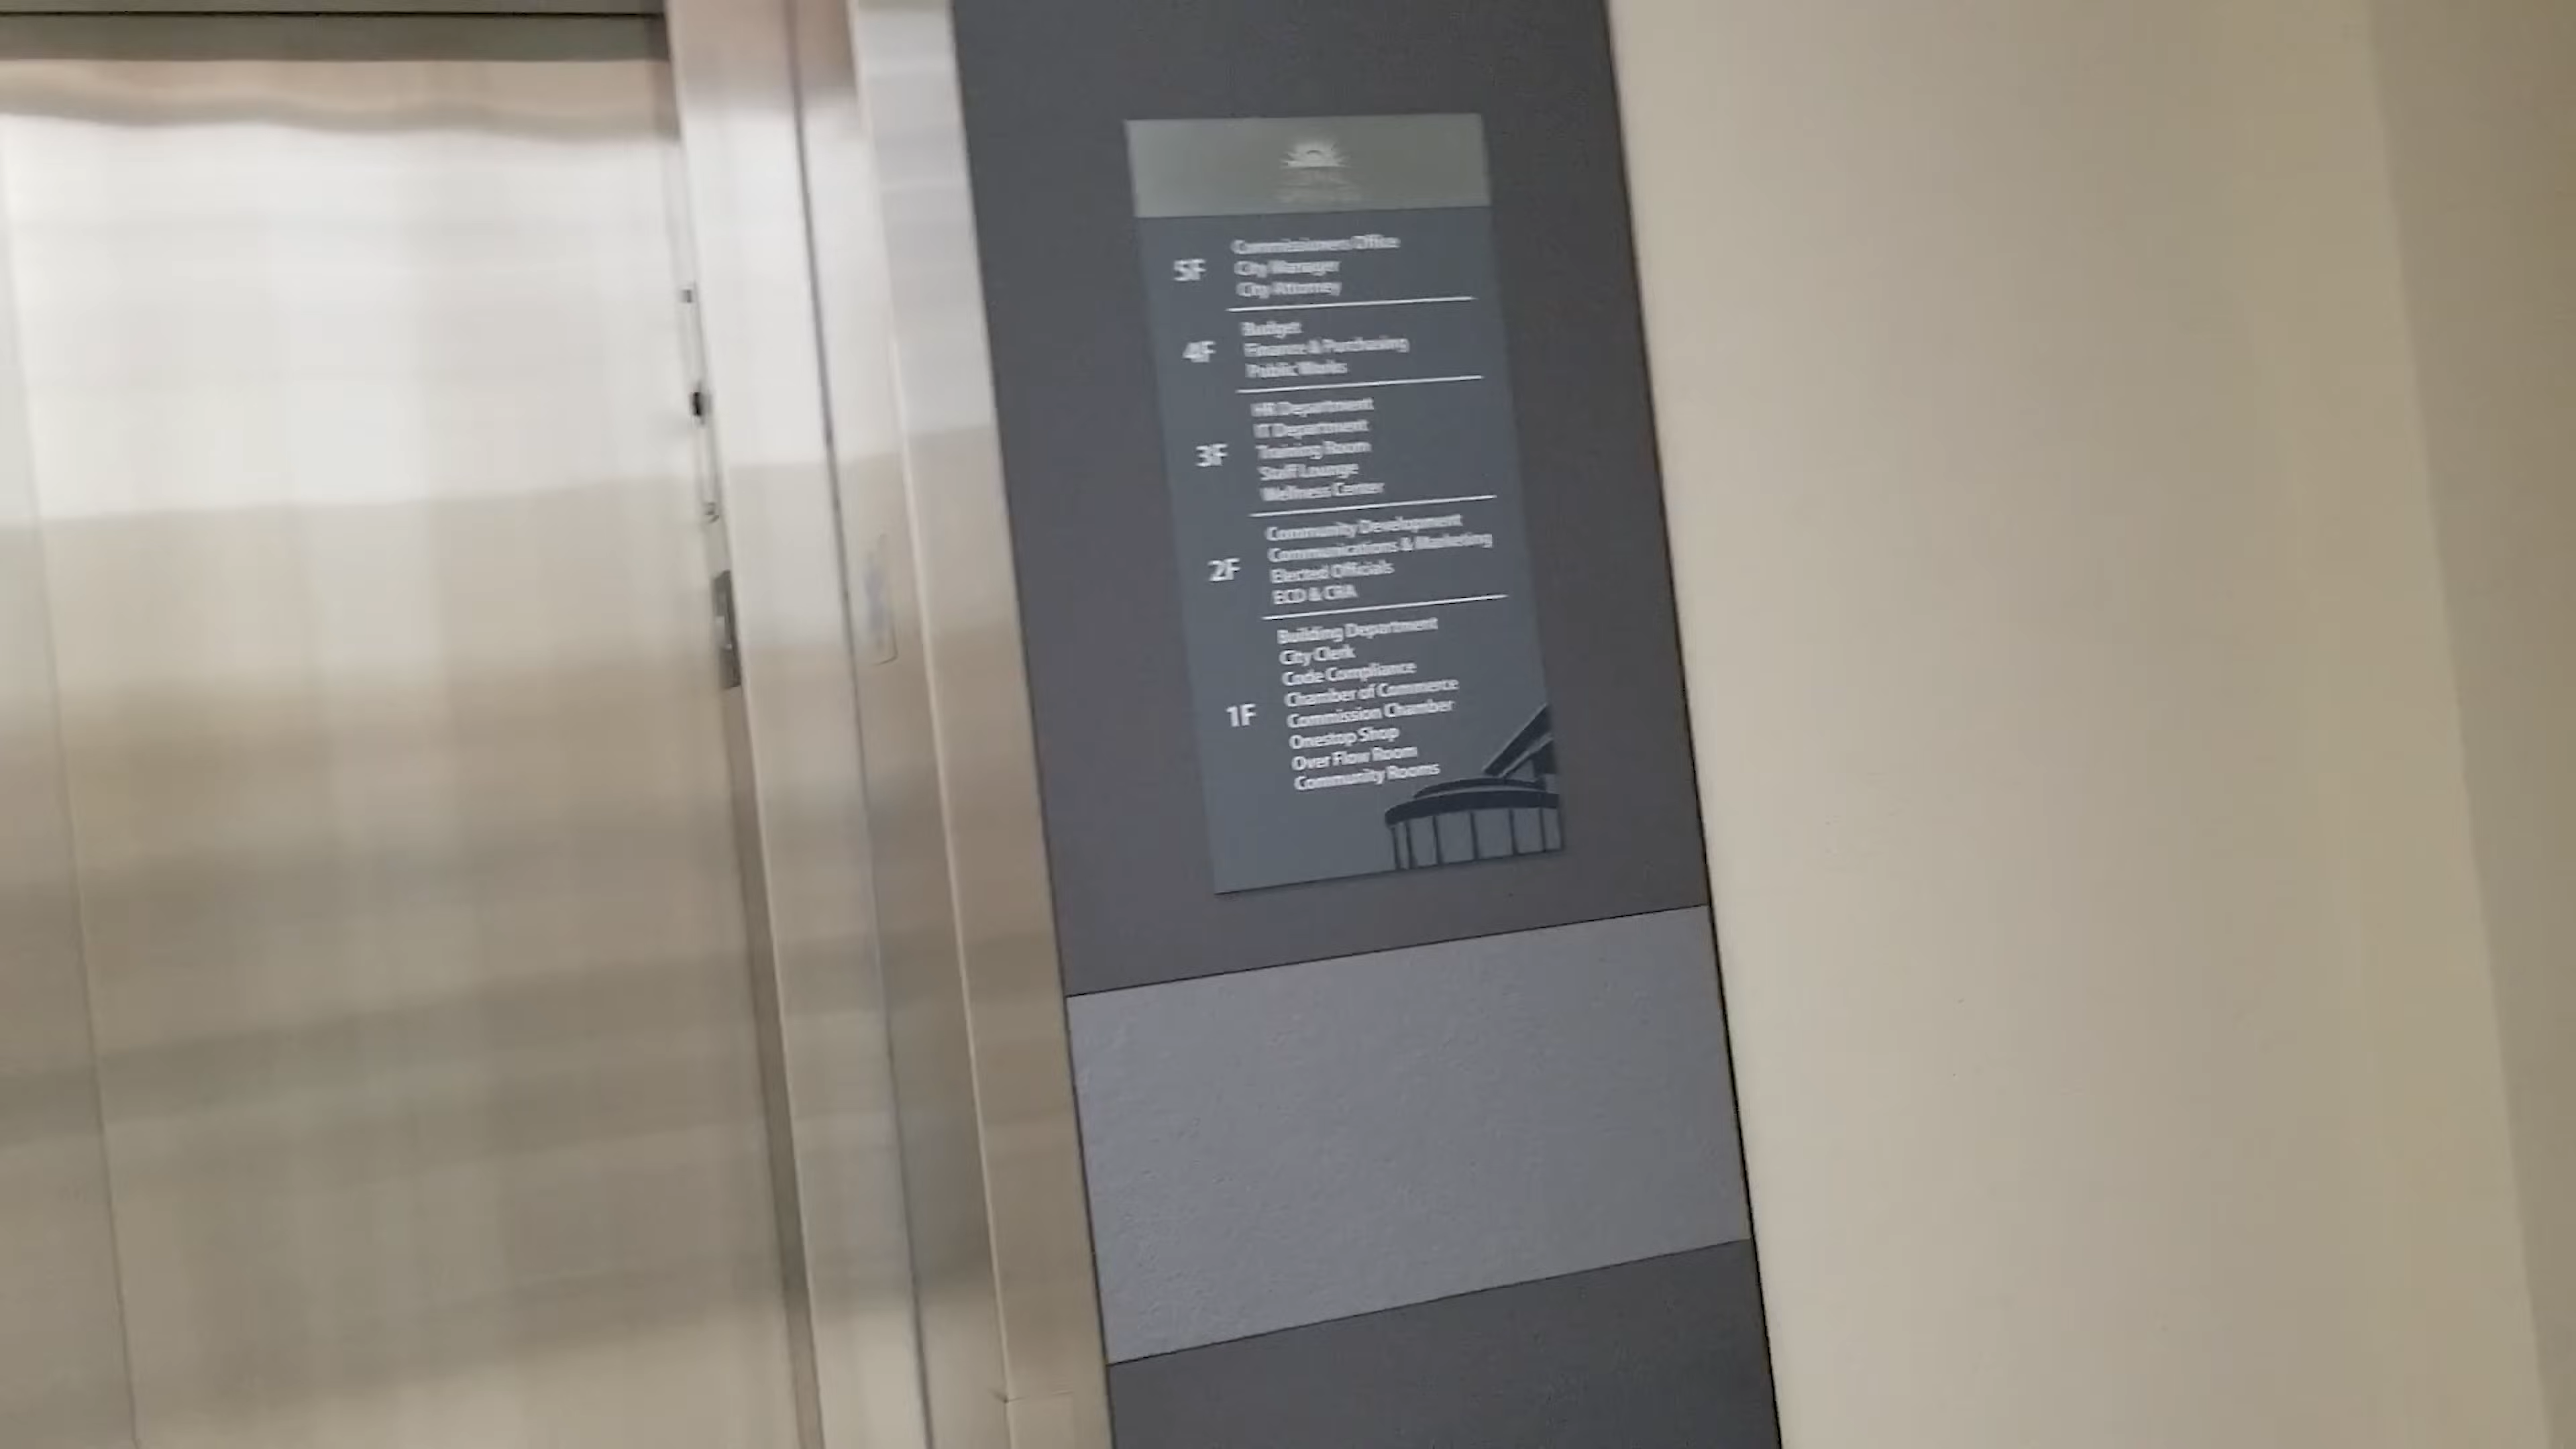 5F
Commissioners Office
City Manager
City Attorney
4F
Budget
Finance & Purchasing
Public Works
3F
HR Department
IT Department
Training Room
Staff Lounge
Wellness Center
2F
Community Development
Communications & Marketing
Elected Officials
ECD & CRA
1F
Building Department
City Clerk
Code Compliance
Chamber of Commerce
Commission Chamber
Onestop Shop
Over Flow Room
Community Rooms